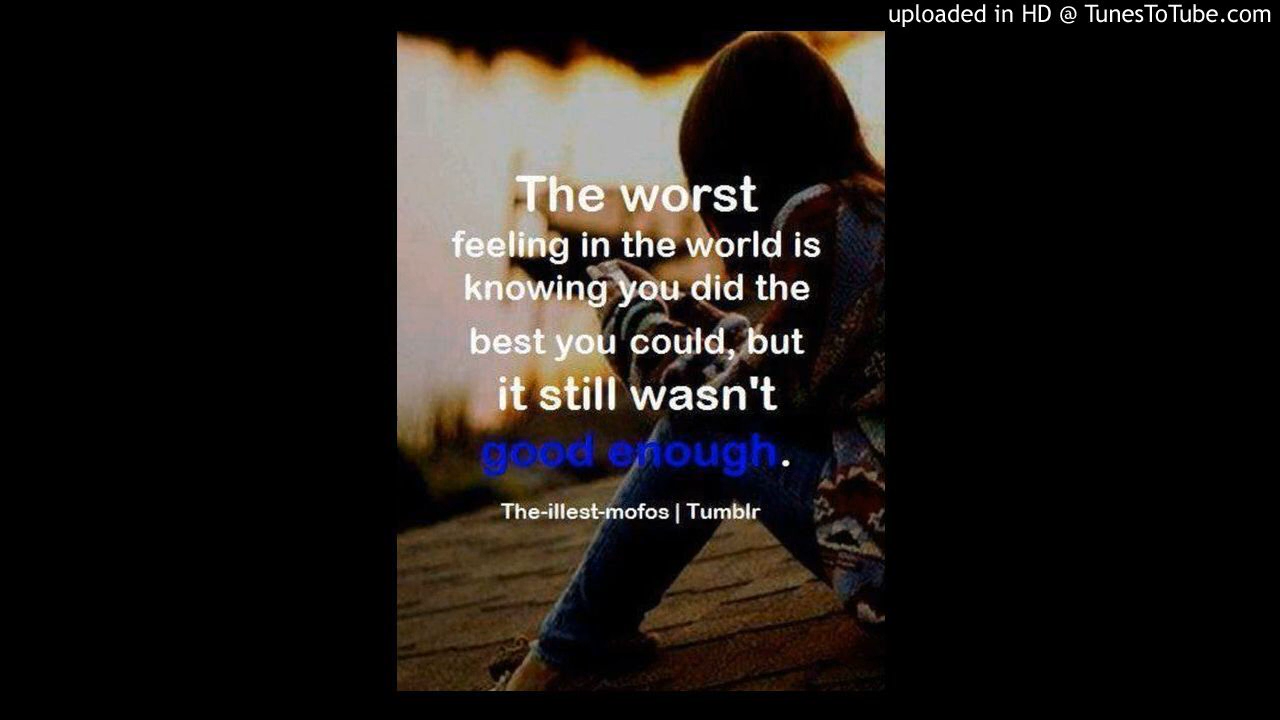 uploaded in HD @ TunesToTube.com
The worst
feeling in the world is
knowing you did the
best you could, but
it still wasn't
good enough.
The-illest-mofos | Tumblr